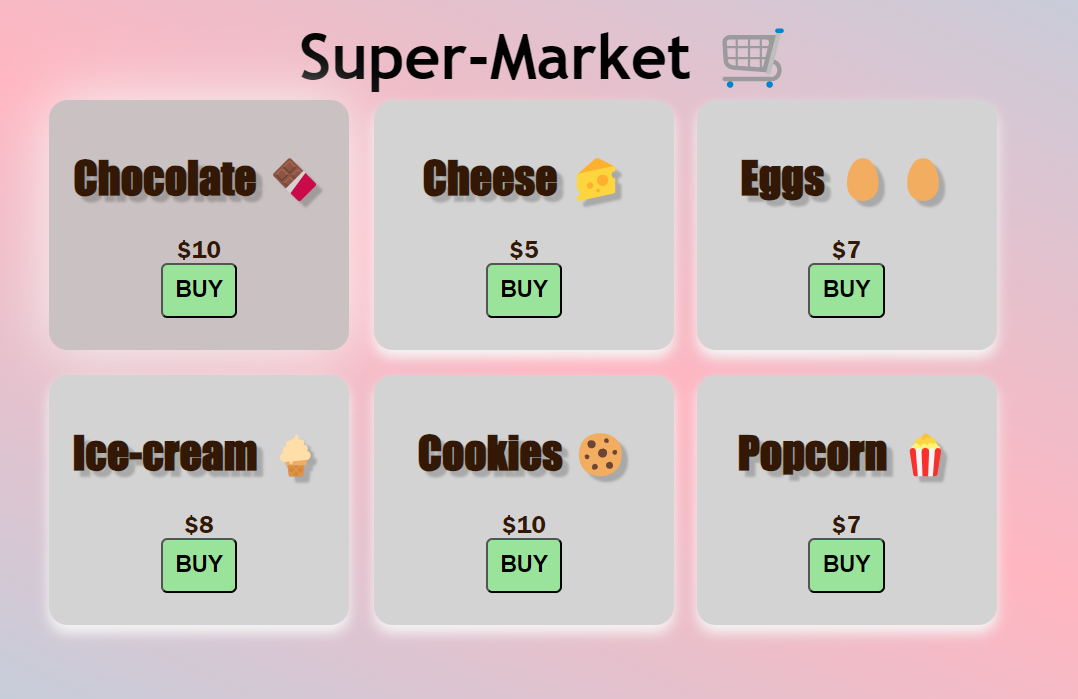 Super-Market
Chocolate
$10
BUY
Cheese
$5
BUY
Eggs
$7
BUY
Ice-cream
$8
BUY
Cookies
$10
BUY
Popcorn
$7
BUY